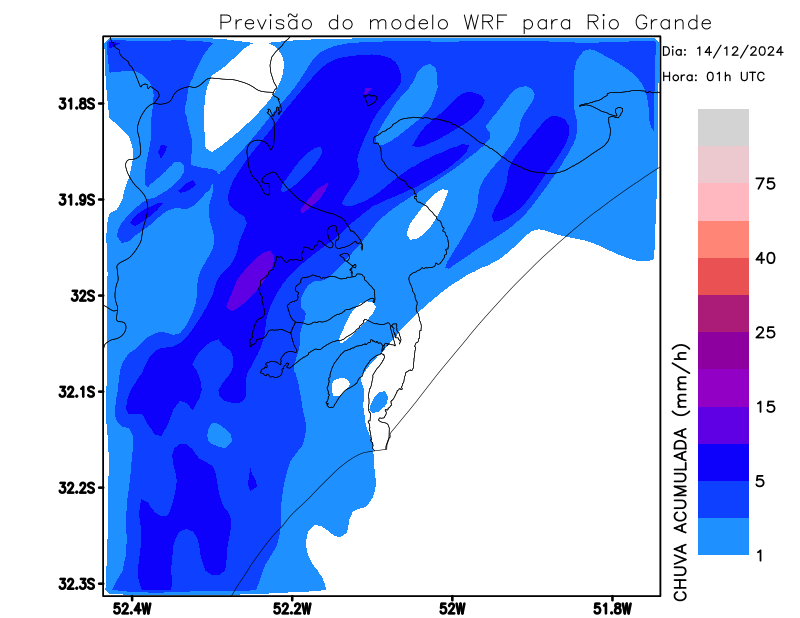 Previsão do modelo WRF para Rio Grande
Dia: 14/12/2024
Hora: 01h UTC
31.8S
31.9S
32S
32.1S
32.2S
32.3S
52.4W
52.2W
52W
51.8W
75
40
25
15
5
1
CHUVA ACUMULADA (mm/h)